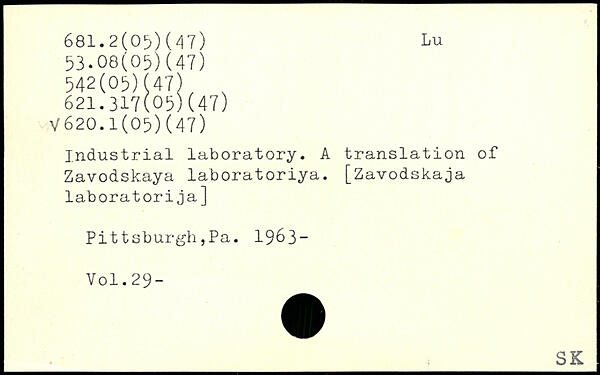 681.2(05)(47) Lu
53.08(05)(47)
542(05)(47)
621.317(05)(47)
√620.1(05)(47)
Industrial laboratory. A translation of
Zavodskaya laboratoriya. [Zavodskaja
laboratorija]
Pittsburgh,Pa. 1963-
Vol.29-
SK